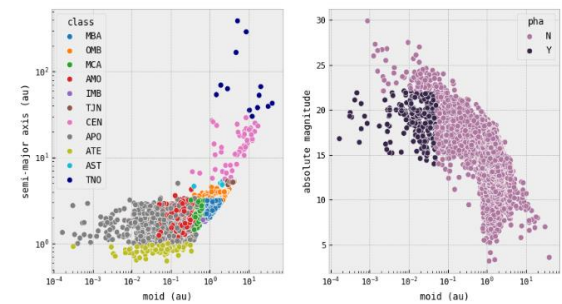 class
MBA
OMB
MCA
AMO
IMB
TJN
CEN
APO
ATE
AST
TNO
semi-major axis (au)
10²
10¹
10⁰
10⁻⁴ 10⁻³ 10⁻² 10⁻¹ 10⁰ 10¹
moid (au)
pha
N
Y
absolute magnitude
30
25
20
15
10
5
10⁻⁴ 10⁻³ 10⁻² 10⁻¹ 10⁰ 10¹
moid (au)